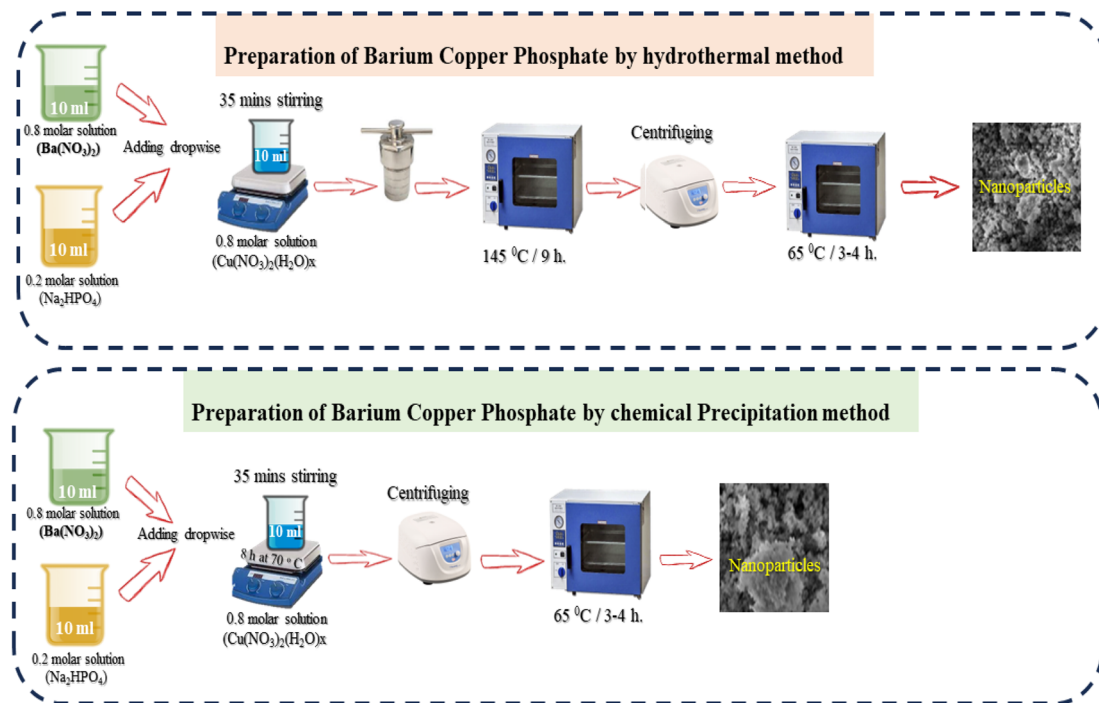 Preparation of Barium Copper Phosphate by hydrothermal method
10 ml
0.8 molar solution
(Ba(NO₃)₂)
Adding dropwise
10 ml
0.2 molar solution
(Na₂HPO₄)
35 mins stirring
10 ml
0.8 molar solution
(Cu(NO₃)₂(H₂O)x
145 ⁰C / 9 h.
Centrifuging
65 ⁰C / 3-4 h.
Nanoparticles
Preparation of Barium Copper Phosphate by chemical Precipitation method
10 ml
0.8 molar solution
(Ba(NO₃)₂)
Adding dropwise
10 ml
0.2 molar solution
(Na₂HPO₄)
35 mins stirring
10 ml
8 h at 70 ° C
0.8 molar solution
(Cu(NO₃)₂(H₂O)x
Centrifuging
65 ⁰C / 3-4 h.
Nanoparticles